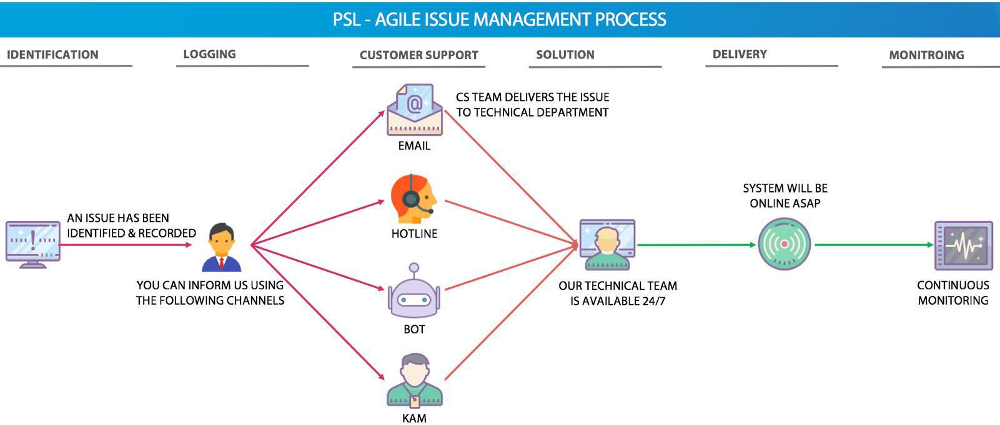 PSL - AGILE ISSUE MANAGEMENT PROCESS
IDENTIFICATION
LOGGING
CUSTOMER SUPPORT
SOLUTION
DELIVERY
MONITROING
@
CS TEAM DELIVERS THE ISSUE
TO TECHNICAL DEPARTMENT
EMAIL
SYSTEM WILL BE
ONLINE ASAP
AN ISSUE HAS BEEN
IDENTIFIED & RECORDED
!
HOTLINE
YOU CAN INFORM US USING
THE FOLLOWING CHANNELS
OUR TECHNICAL TEAM
IS AVAILABLE 24/7
CONTINUOUS
MONITORING
BOT
KAM